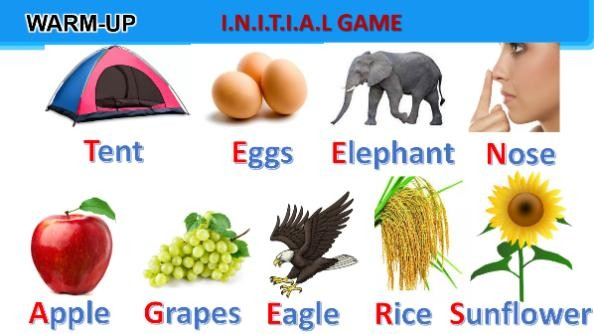 WARM-UP
I.N.I.T.I.A.L GAME
Tent Eggs Elephant Nose
Apple Grapes Eagle Rice Sunflower